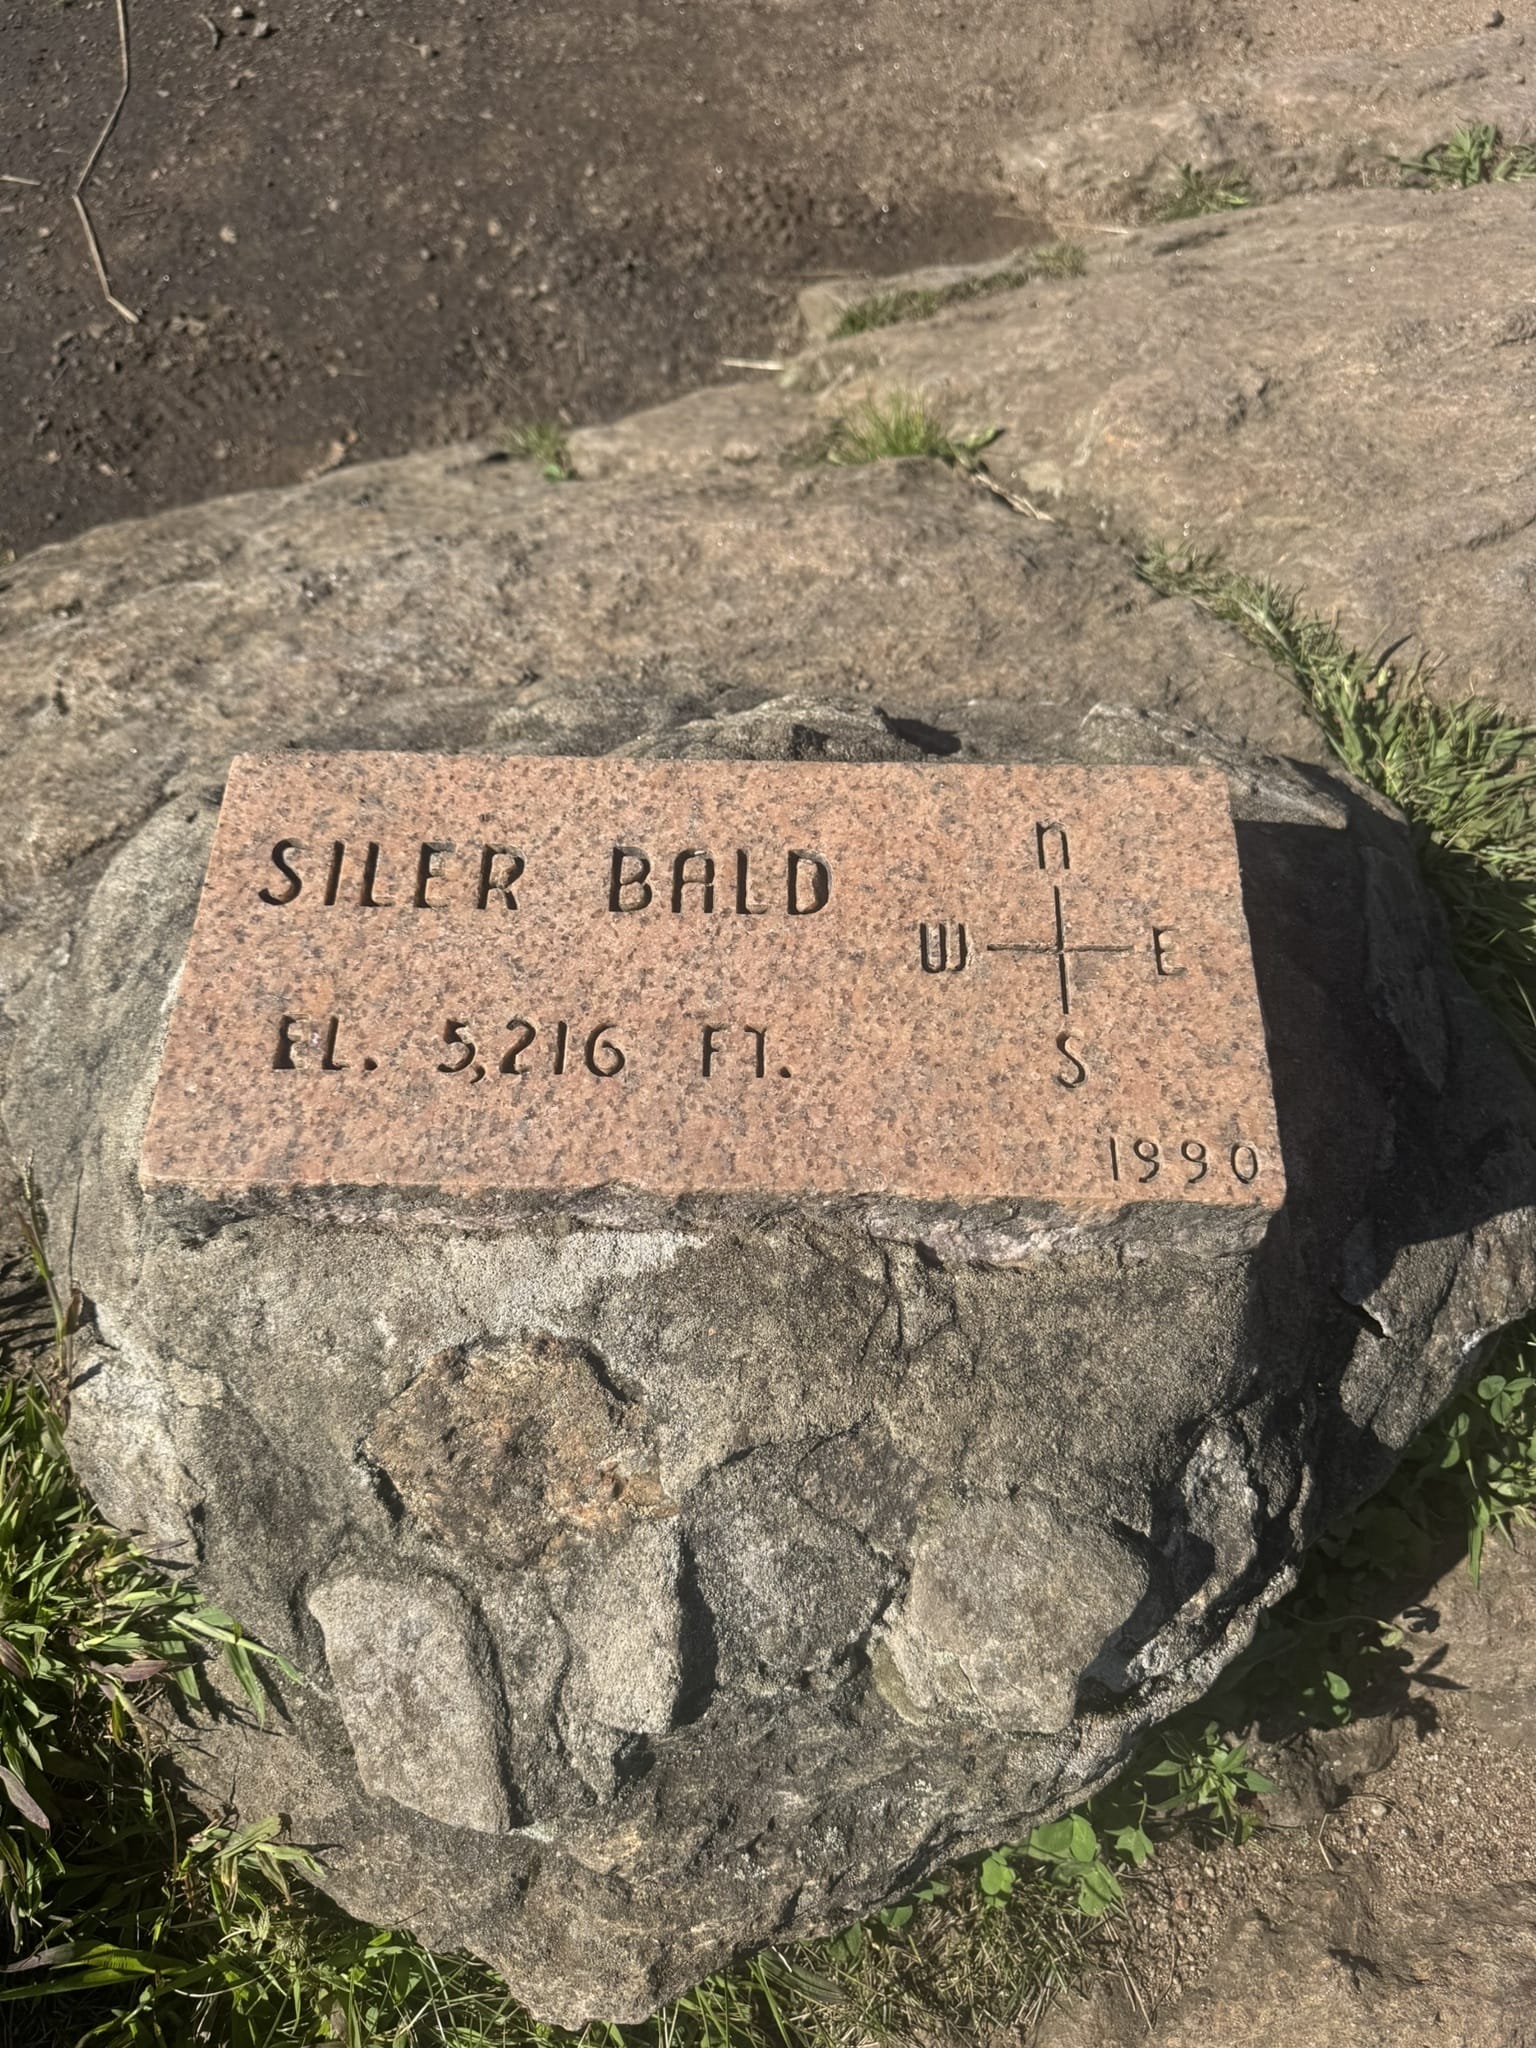 SILER BALD
EL. 5,216 FT.
n
W E
S
1990